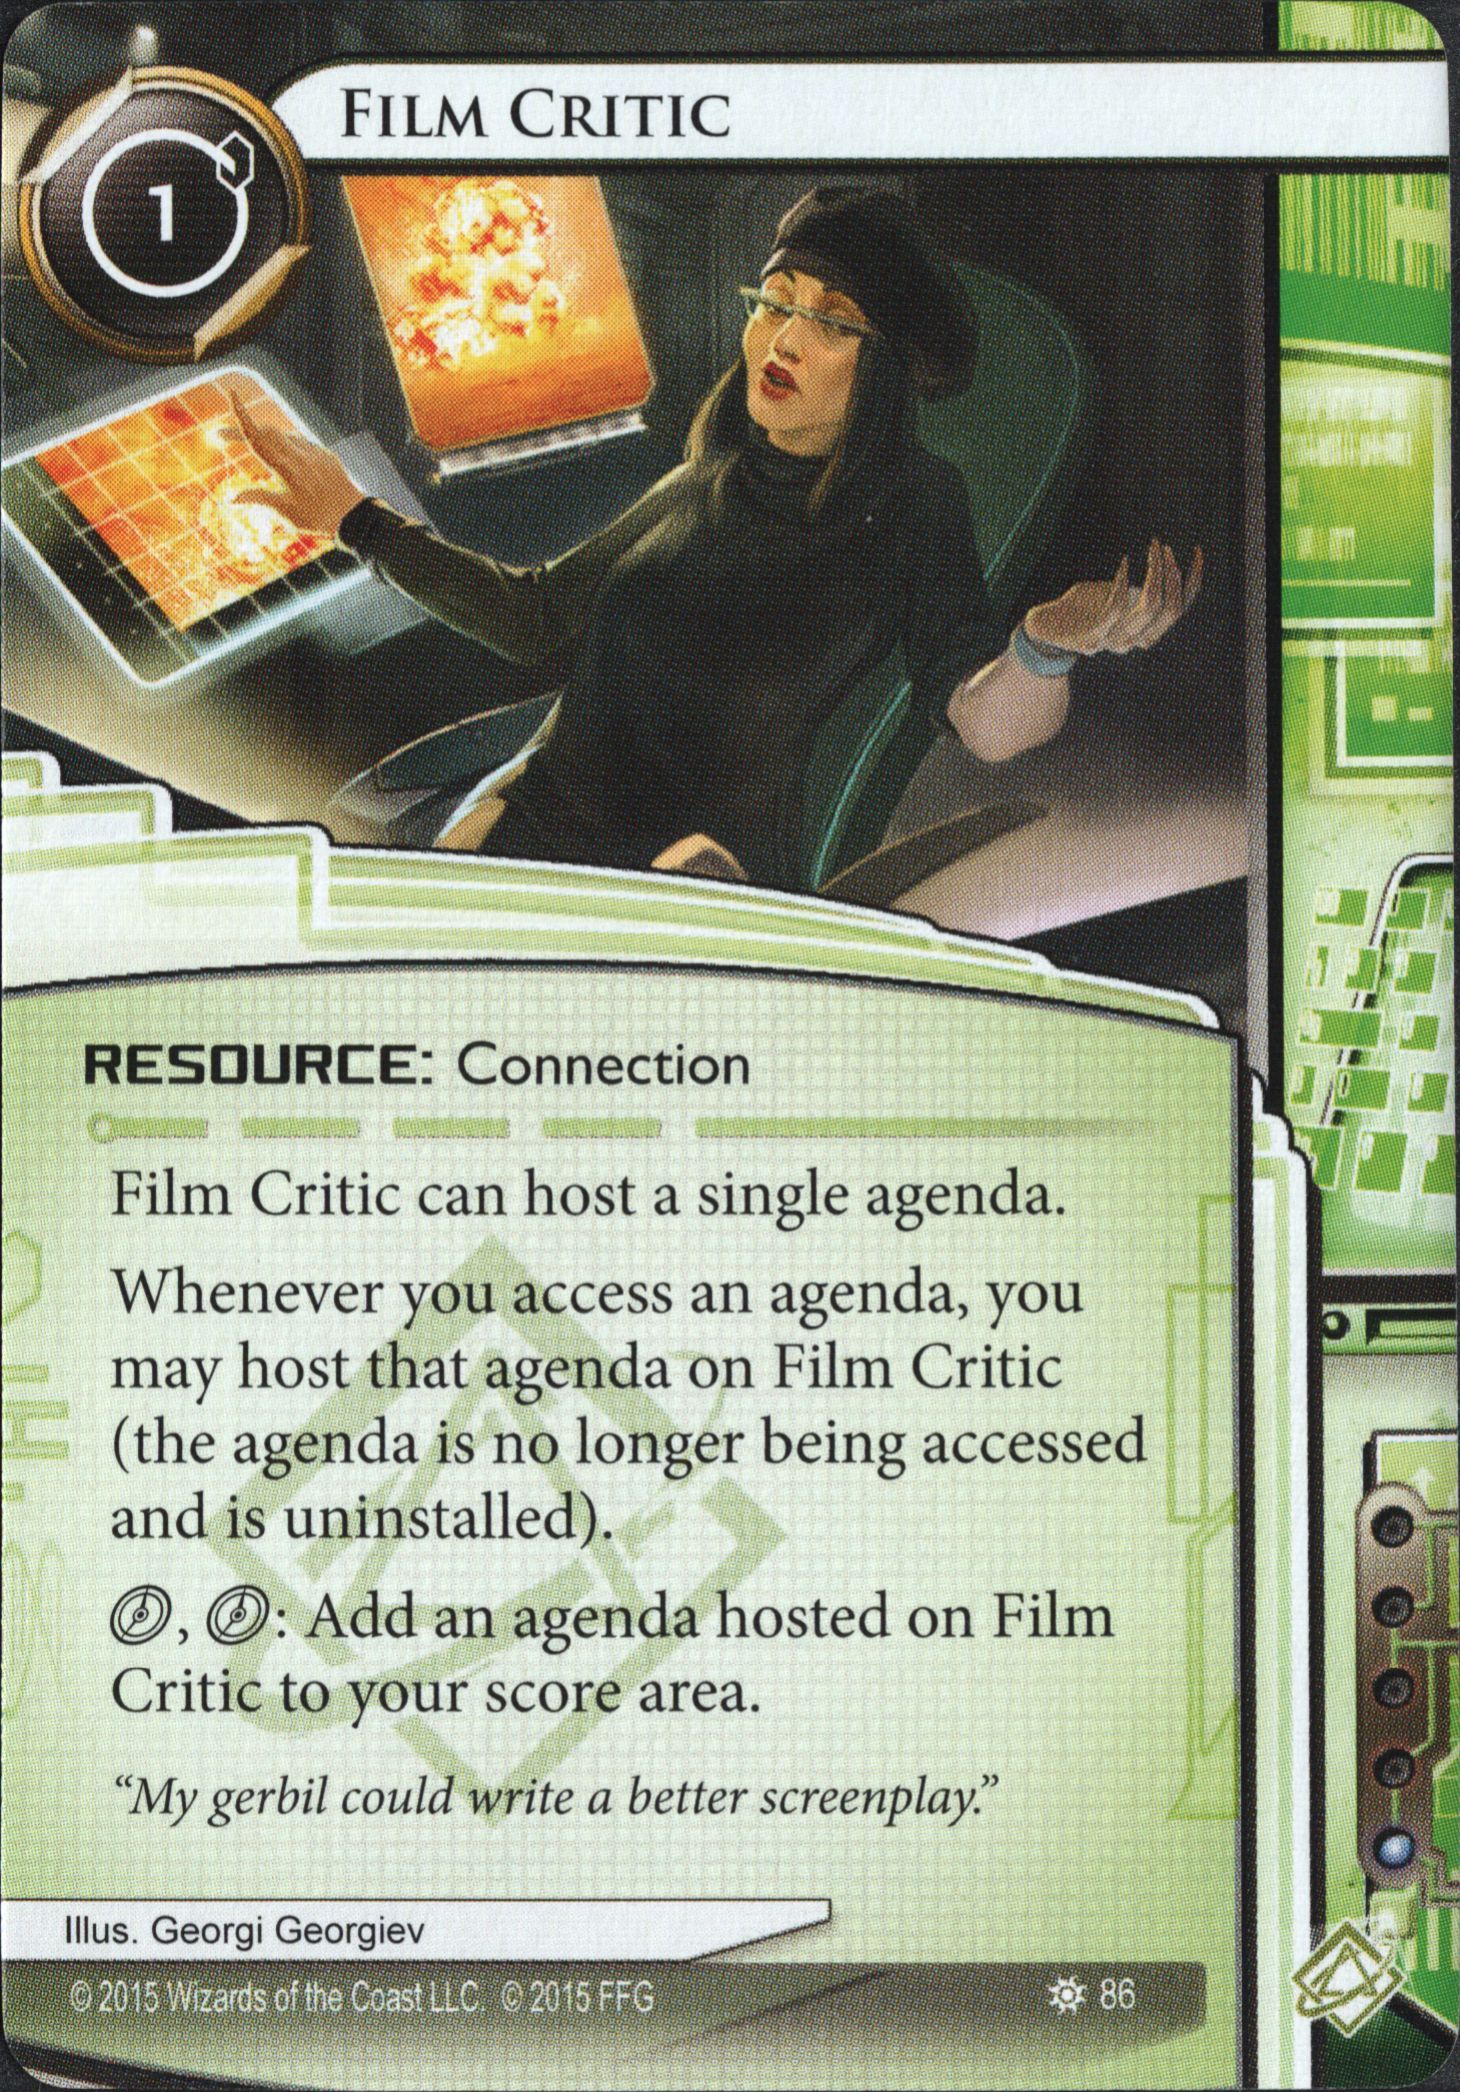 1
FILM CRITIC
RESOURCE: Connection
Film Critic can host a single agenda.
Whenever you access an agenda, you
may host that agenda on Film Critic
(the agenda is no longer being accessed
and is uninstalled).
, : Add an agenda hosted on Film
Critic to your score area.
“My gerbil could write a better screenplay.”
Illus. Georgi Georgiev
© 2015 Wizards of the Coast LLC. © 2015 FFG
86